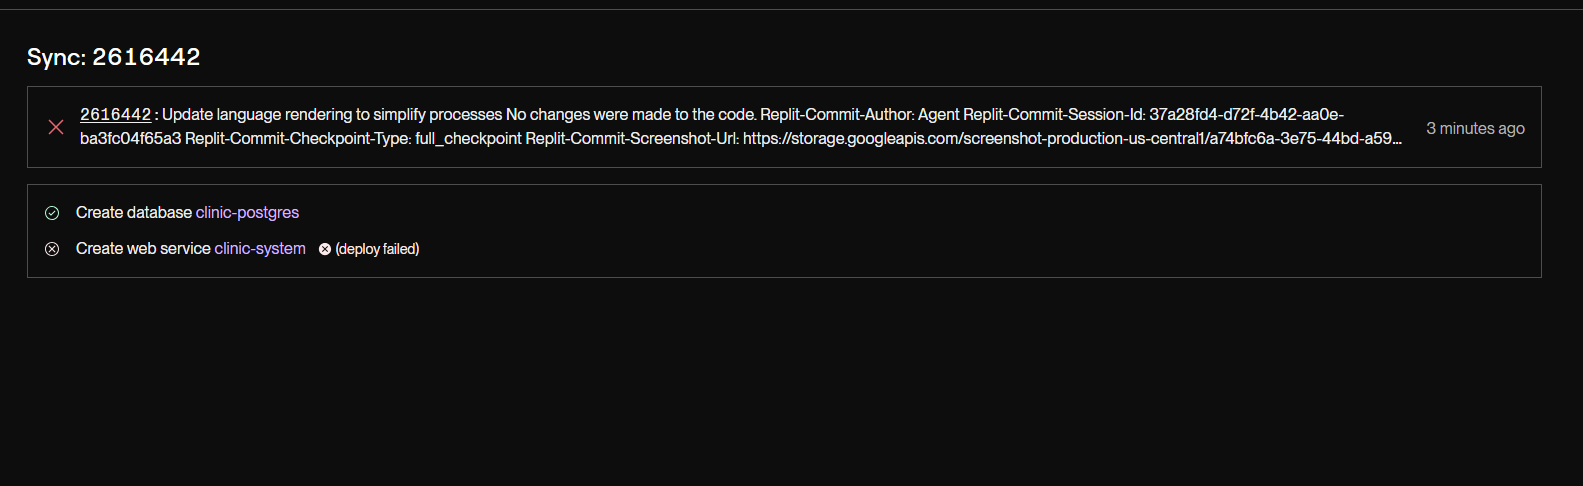 Sync: 2616442
2616442 : Update language rendering to simplify processes No changes were made to the code. Replit-Commit-Author: Agent Replit-Commit-Session-Id: 37a28fd4-d72f-4b42-aa0e-
ba3fc04f65a3 Replit-Commit-Checkpoint-Type: full_checkpoint Replit-Commit-Screenshot-Url: https://storage.googleapis.com/screenshot-production-us-central1/a74bfc6a-3e75-44bd-a59...
3 minutes ago
Create database clinic-postgres
Create web service clinic-system (deploy failed)